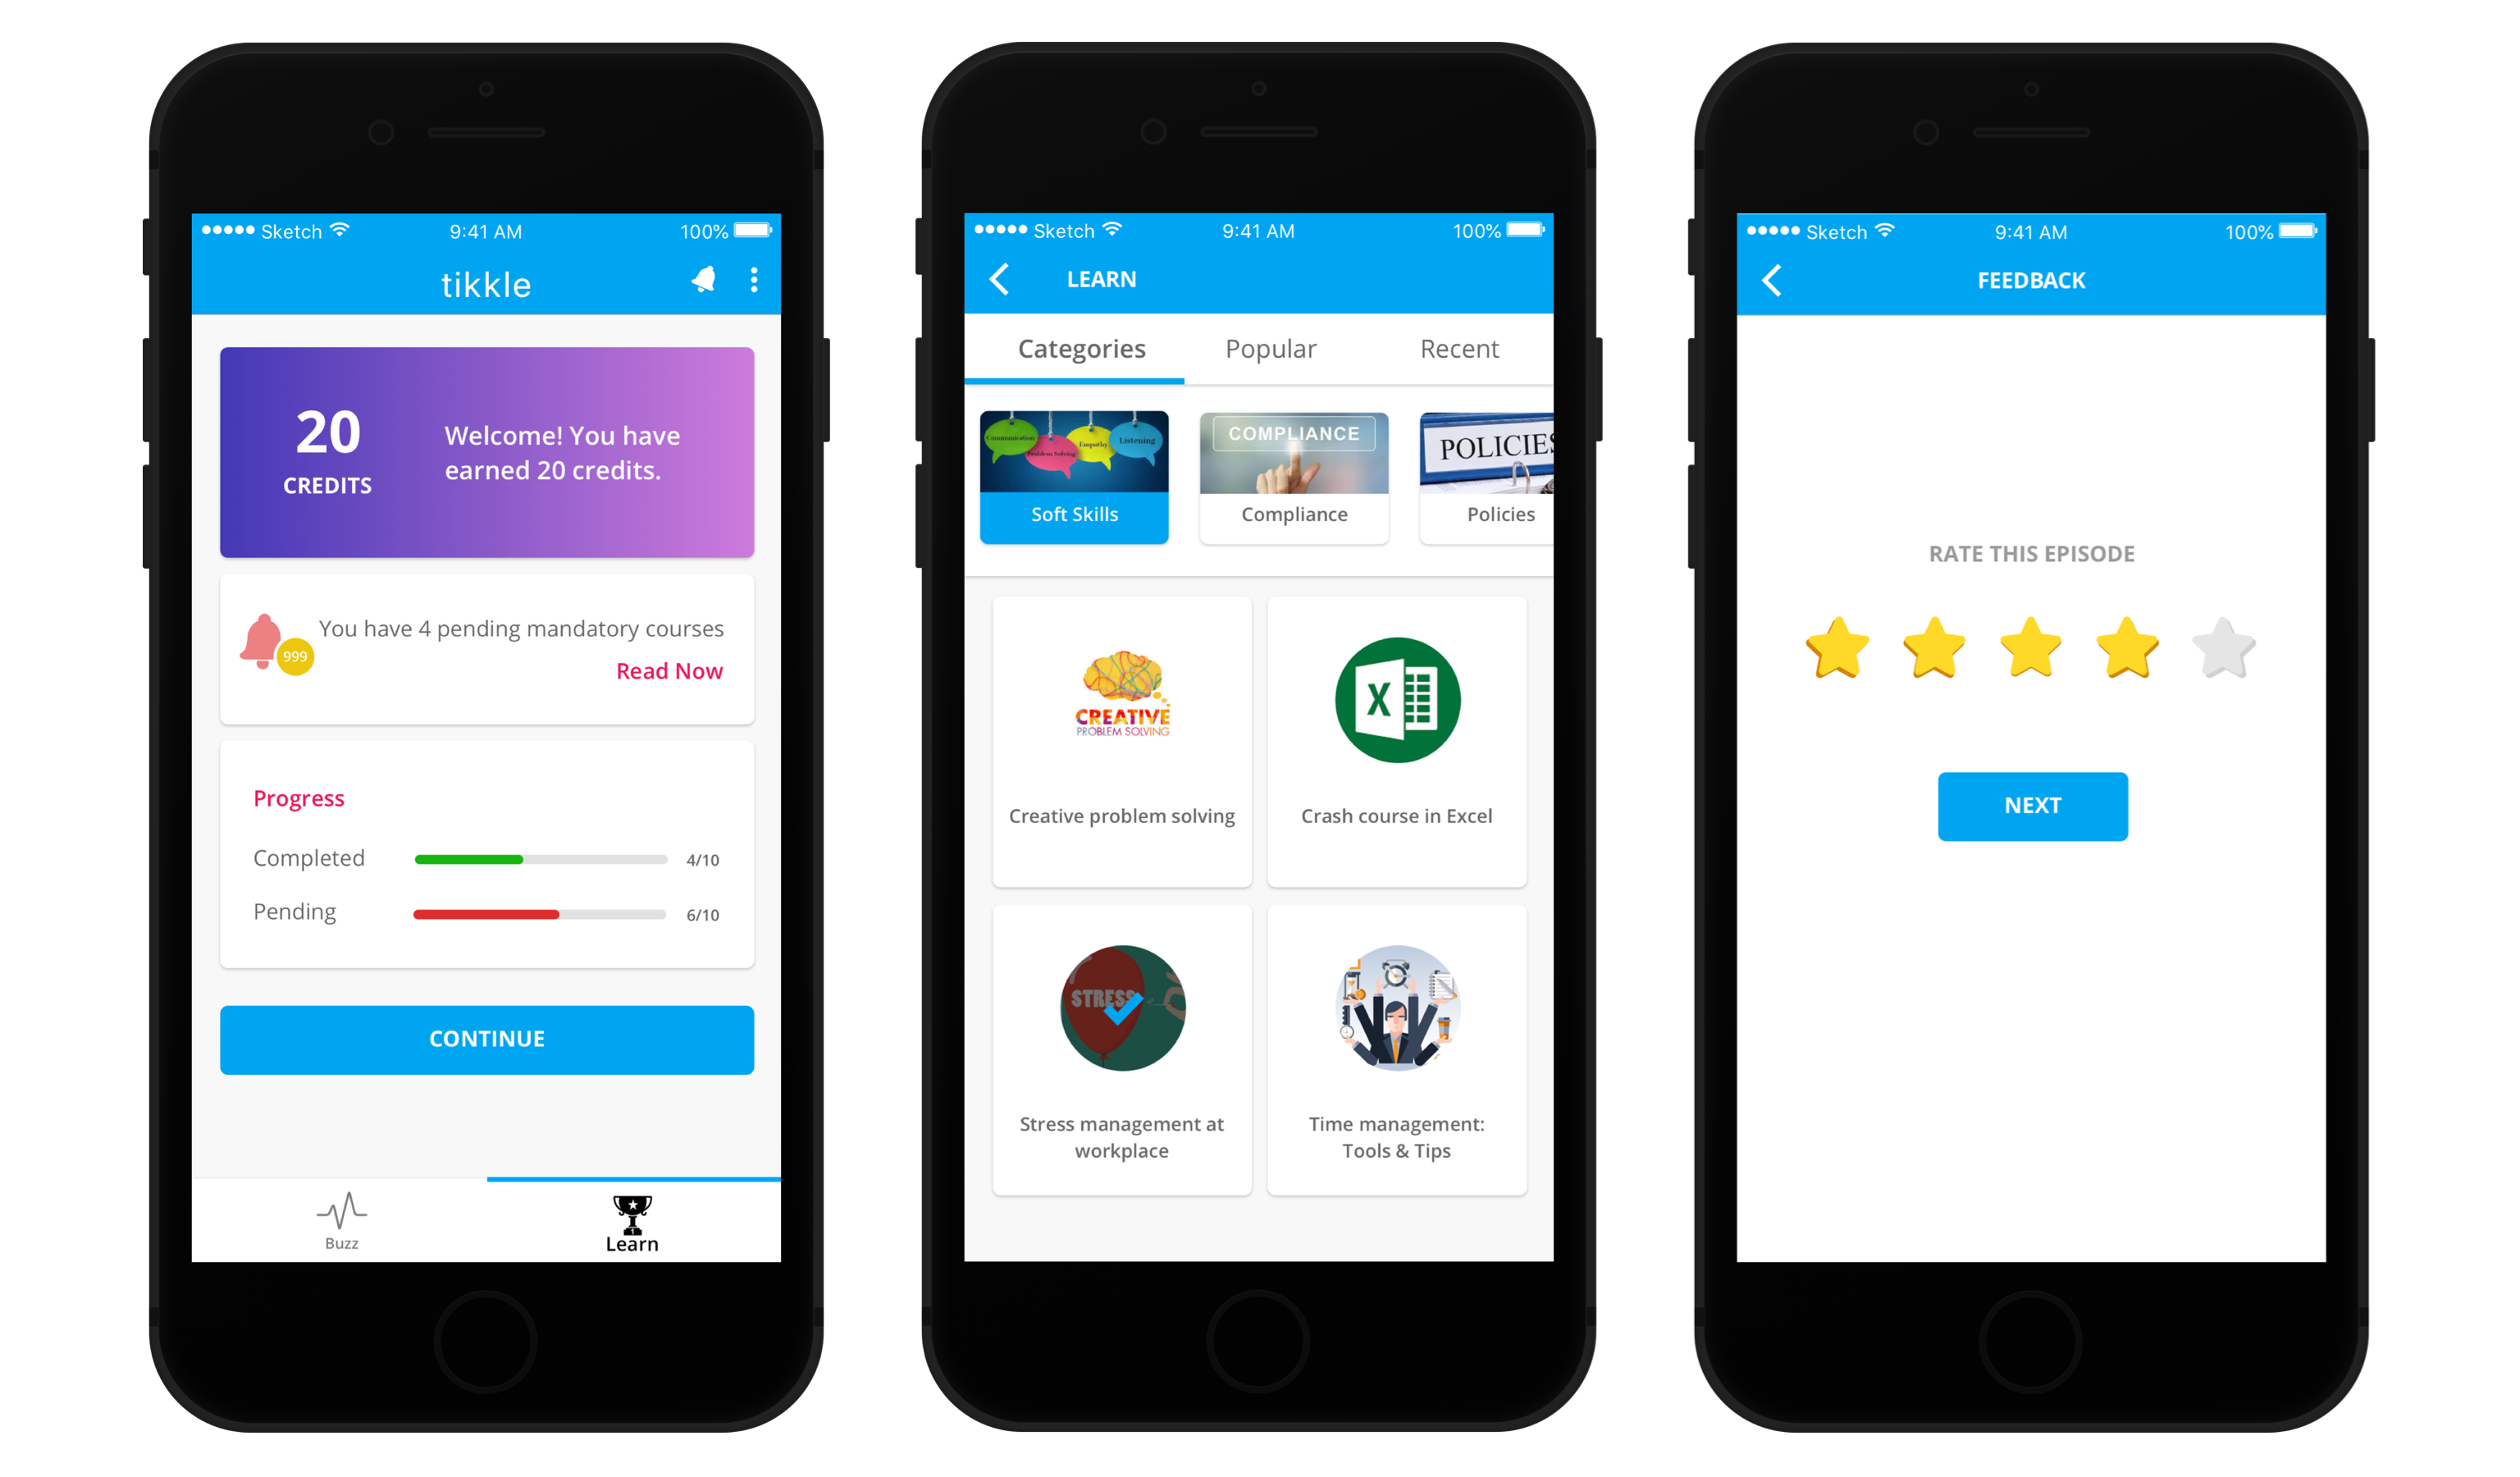 Sketch
9:41 AM
100%
tikkle
20
CREDITS
Welcome! You have
earned 20 credits.
You have 4 pending mandatory courses
999
Read Now
Progress
Completed
4/10
Pending
6/10
CONTINUE
Buzz
Learn
Sketch
9:41 AM
100%
LEARN
Categories
Popular
Recent
Communication
Problem Solving
Empathy
Listening
COMPLIANCE
POLICIES
Soft Skills
Compliance
Policies
CREATIVE
PROBLEM SOLVING
X
Creative problem solving
Crash course in Excel
STRESS
Stress management at
workplace
Time management:
Tools & Tips
Sketch
9:41 AM
100%
FEEDBACK
RATE THIS EPISODE
NEXT